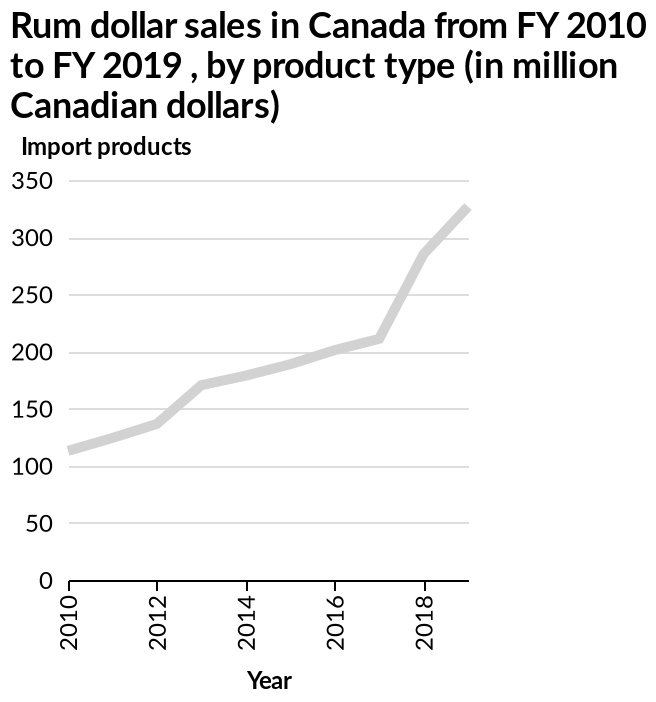 Rum dollar sales in Canada from FY 2010
to FY 2019 , by product type (in million
Canadian dollars)
Import products
350
300
250
200
150
100
50
0
2010
2012
2014
2016
2018
Year